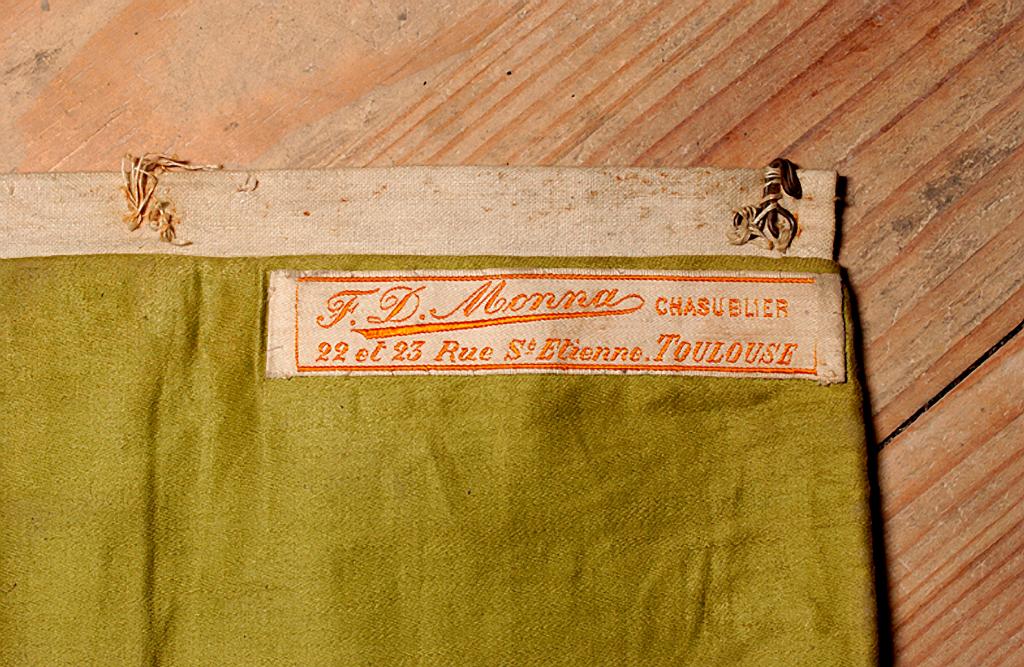 F. D. Monna CHASUBLIER
22 et 23 Rue St Etienne. TOULOUSE